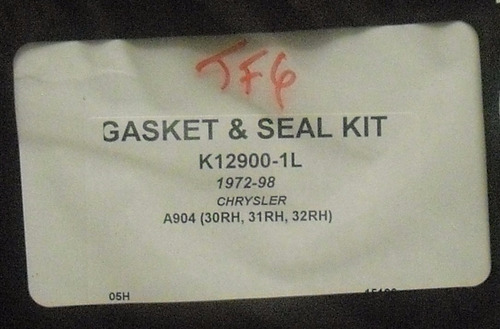 JF6
GASKET & SEAL KIT
K12900-1L
1972-98
CHRYSLER
A904 (30RH, 31RH, 32RH)
05H